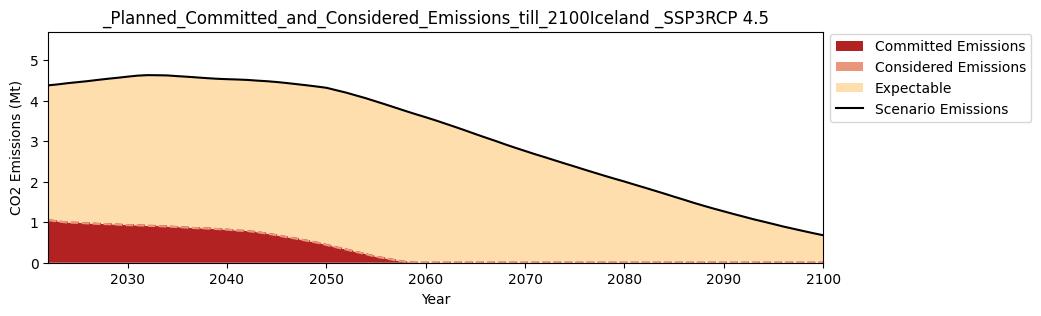 _Planned_Committed_and_Considered_Emissions_till_2100Iceland _SSP3RCP 4.5
CO2 Emissions (Mt)
5
4
3
2
1
0
2030 2040 2050 2060 2070 2080 2090 2100
Year
Committed Emissions
Considered Emissions
Expectable
Scenario Emissions